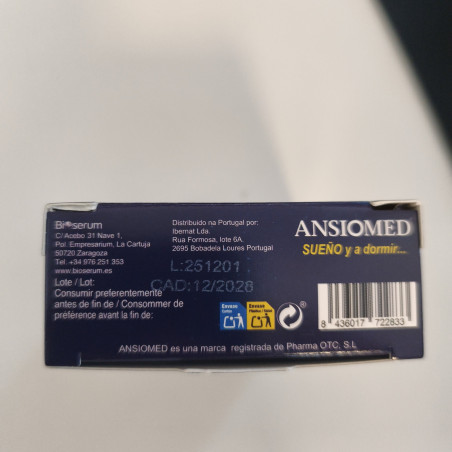 Bioserum
C/ Acebo 31 Nave 1,
Pol. Empresarium, La Cartuja
50720 Zaragoza
Tel. +34 976 251 353
www.bioserum.es
Lote / Lot:
Consumir preferentemente
antes de fin de / Consommer de
préférence avant la fin de:
Distribuido na Portugal por:
Ibernat Lda.
Rua Formosa, lote 6A.
2695 Bobadela Loures Portugal
L:251201
CAD:12/2028
ANSIOMED
SUEÑO y a dormir...
Envase
Envase
8 436017 722833
ANSIOMED es una marca registrada de Pharma OTC, S.L